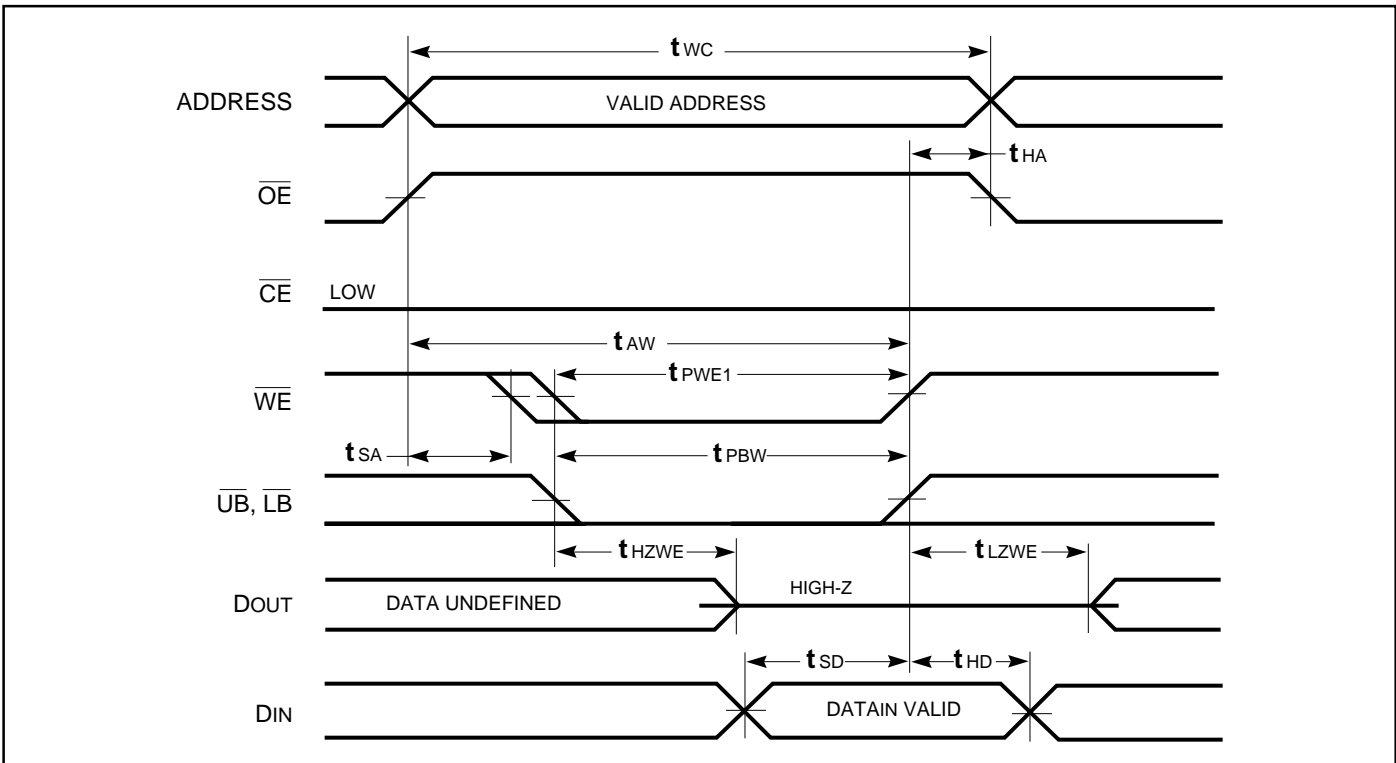 tWC
ADDRESS VALID ADDRESS
tHA
OE
CE LOW
tAW
tPWE1
WE
tSA tPBW
UB, LB
tHZWE tLZWE
DOUT DATA UNDEFINED HIGH-Z
tSD tHD
DIN DATAIN VALID